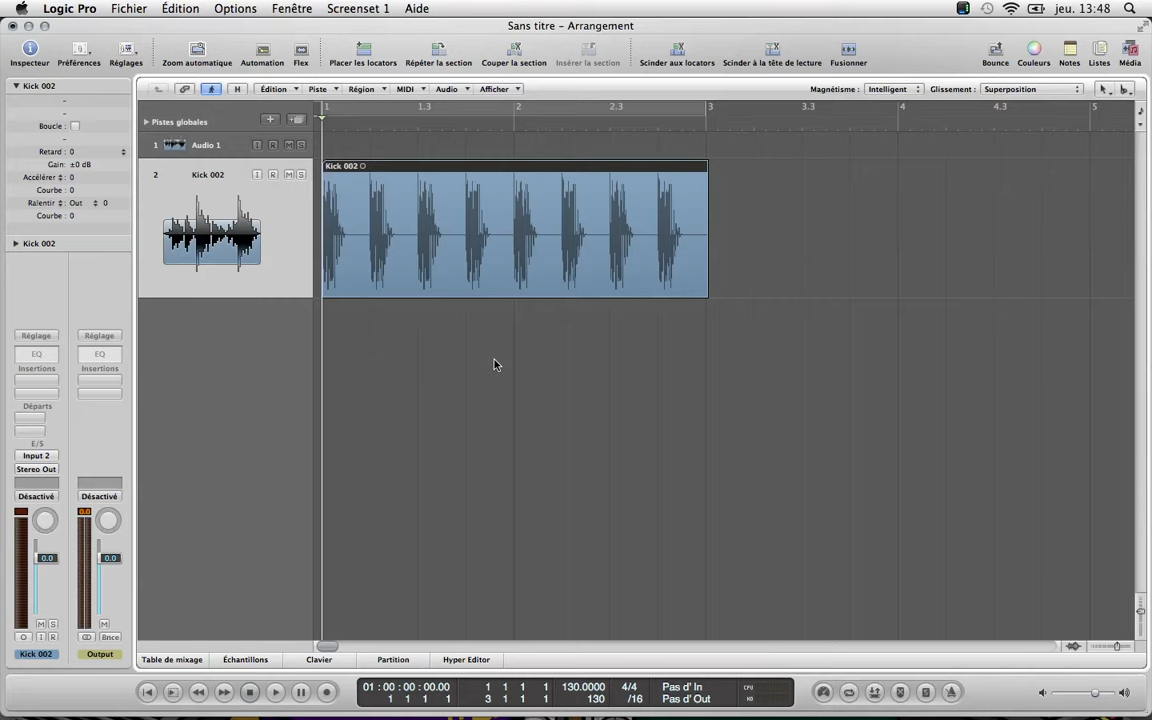 Logic Pro Fichier Édition Options Fenêtre Screenset 1 Aide jeu. 13:48
Sans titre – Arrangement
Inspecteur Préférences Réglages Zoom automatique Automation Flex Placer les locators Répéter la section Couper la section Insérer la section Scinder aux locators Scinder à la tête de lecture Fusionner Bounce Couleurs Notes Listes Média
Kick 002
Édition Piste Région MIDI Audio Afficher Magnétisme : Intelligent Glissement : Superposition
-
1 1.3 2 2.3 3 3.3 4 4.3 5
Pistes globales
Boucle :
-
1 Audio 1 I R M S
Retard : 0
Gain: ±0 dB
Accélérer : 0
Courbe : 0
Ralentir : Out 0
Courbe : 0
2 Kick 002 I R M S
Kick 002
Kick 002
Réglage Réglage
EQ EQ
Insertions Insertions
Départs
E/S
Input 2
Stereo Out
Désactivé Désactivé
0.0
0.0 0.0
M S M
I R Bnce
Kick 002 Output
Table de mixage Échantillons Clavier Partition Hyper Editor
01 : 00 : 00 : 00.00 1 1 1 1 130.0000 4/4 Pas d' In CPU
1 1 1 1 3 1 1 1 130 /16 Pas d' Out HD